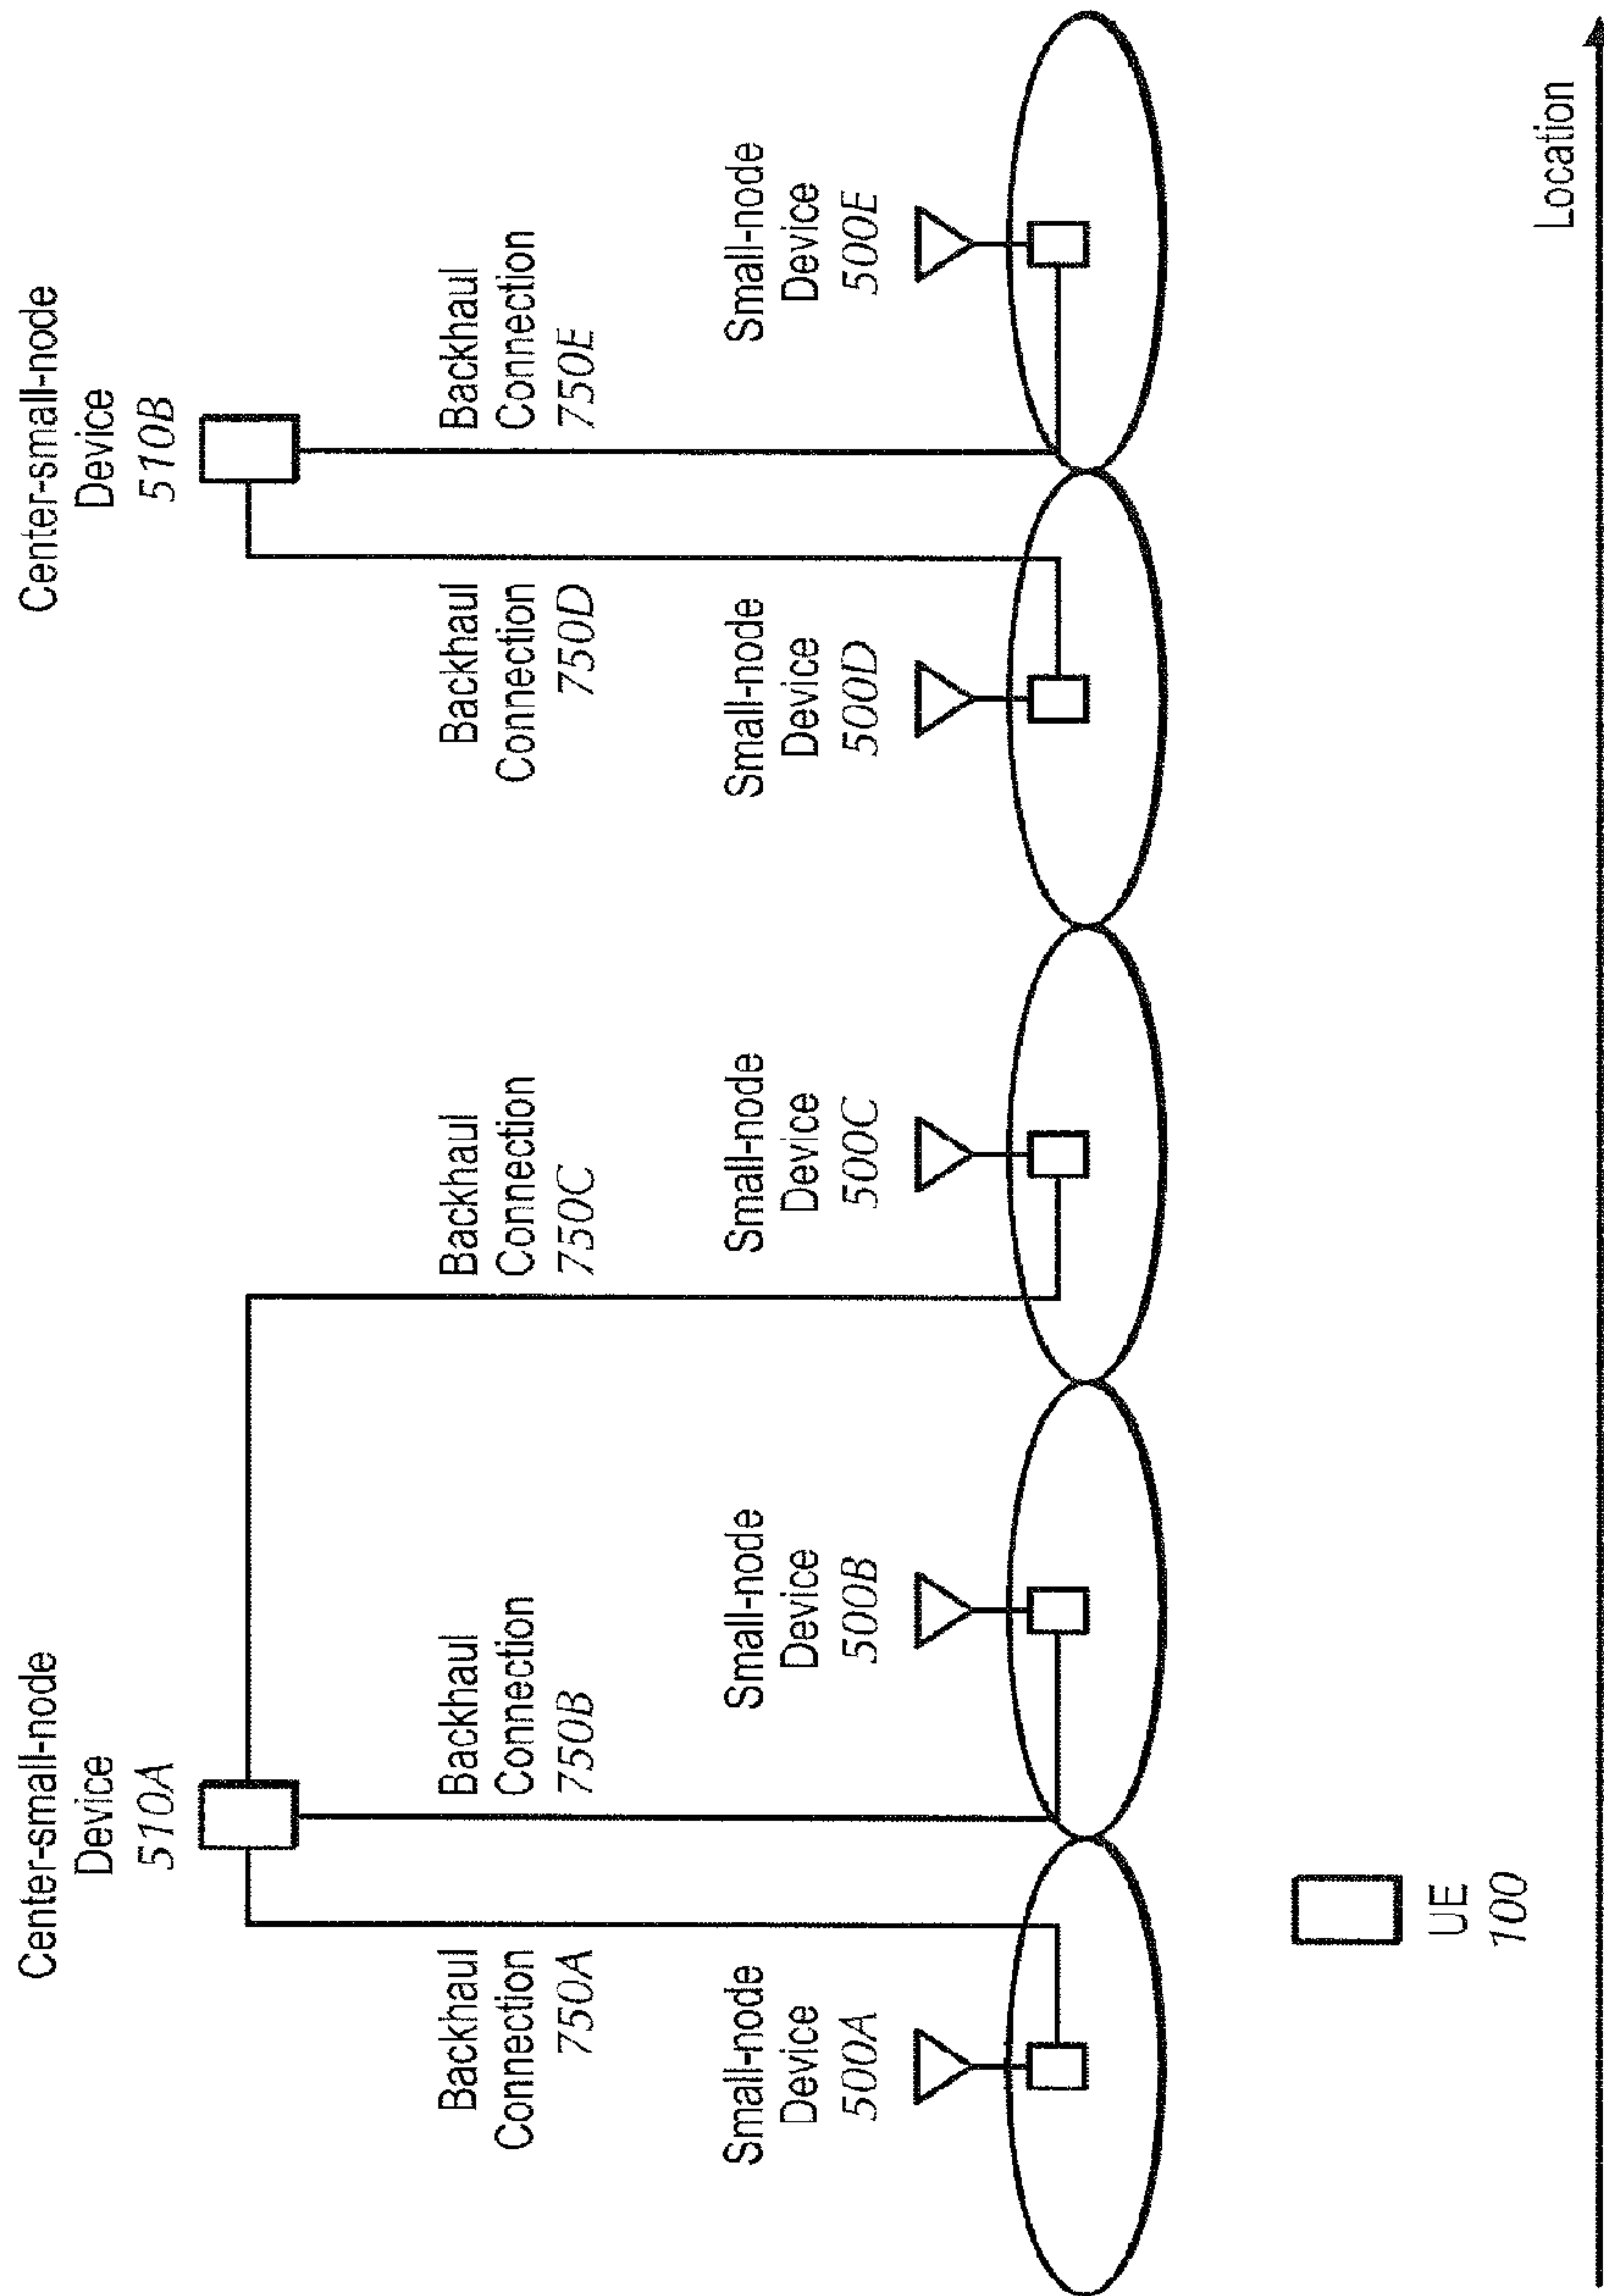 Center-small-node
Device
510A
Center-small-node
Device
510B
Backhaul
Connection
750A
Backhaul
Connection
750B
Backhaul
Connection
750C
Backhaul
Connection
750D
Backhaul
Connection
750E
Small-node
Device
500A
Small-node
Device
500B
Small-node
Device
500C
Small-node
Device
500D
Small-node
Device
500E
UE
100
Location